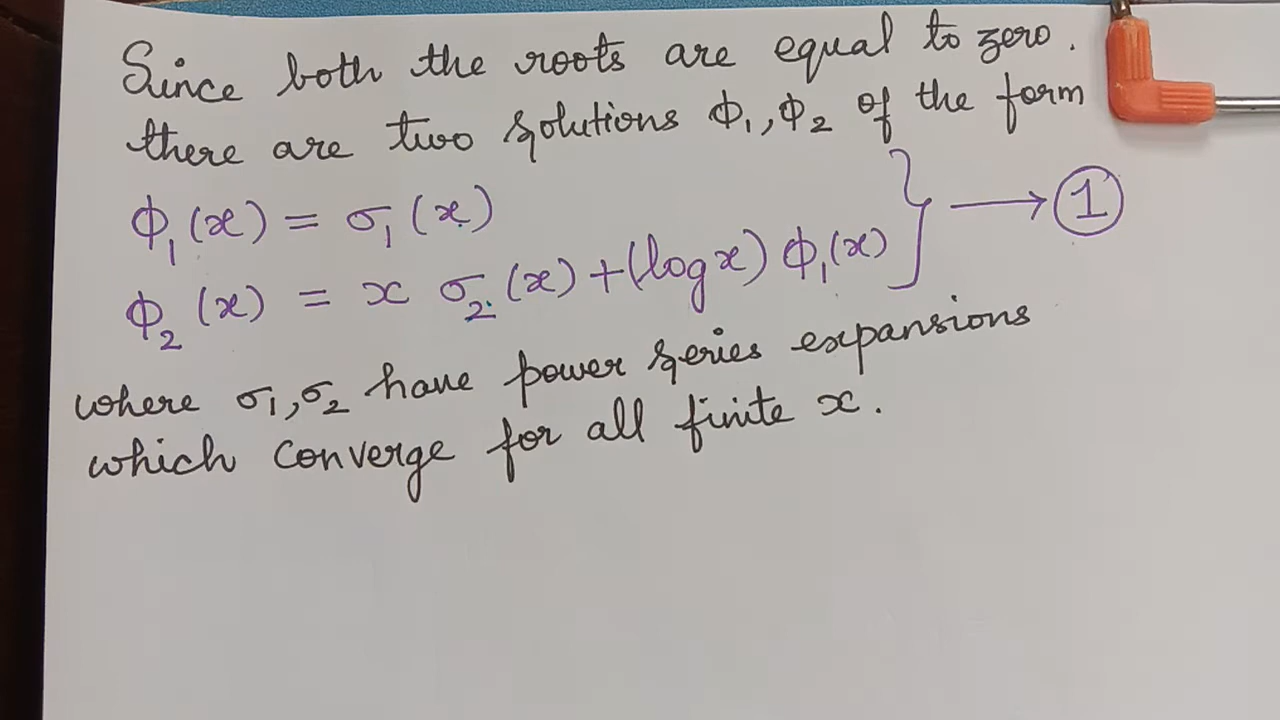 Since both the roots are equal to zero.
there are two solutions Φ₁, Φ₂ of the form
Φ₁(x) = σ₁(x)
Φ₂(x) = x σ₂(x) + (log x) Φ₁(x) } → ①
where σ₁, σ₂ have power series expansions
which converge for all finite x.